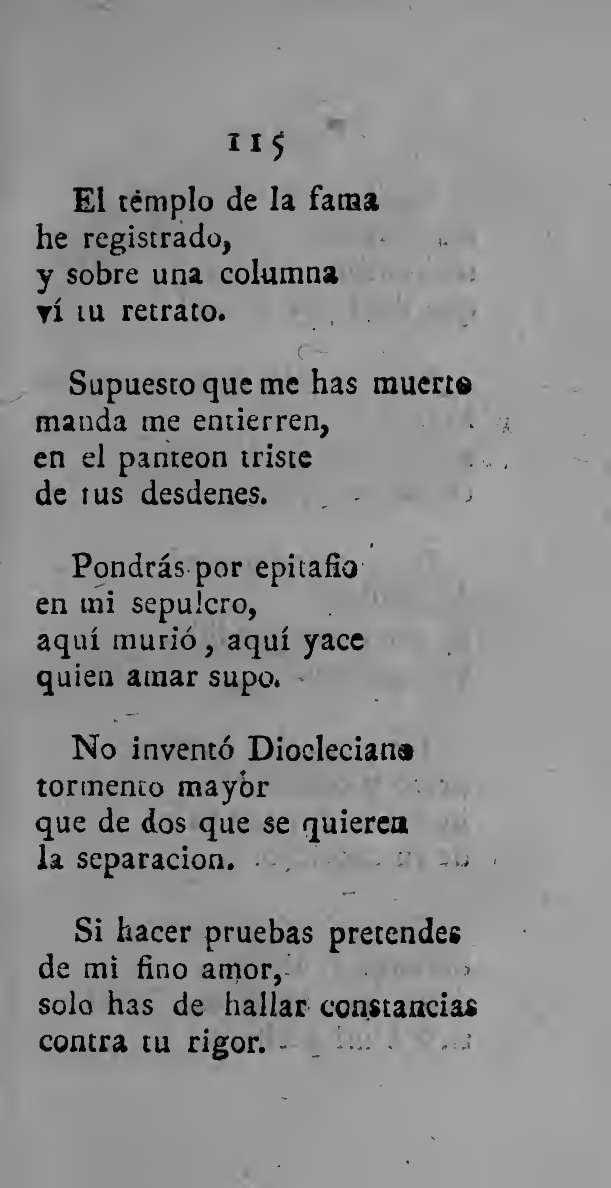 115
El témplo de la fama
he registrado,
y sobre una columna
ví tu retrato.
Supuesto que me has muerto
manda me entierren,
en el panteon triste
de tus desdenes.
Pondrás por epitafio
en mi sepulcro,
aquí murió, aquí yace
quien amar supo.
No inventó Diocleciano
tormento mayor
que de dos que se quieren
la separacion.
Si hacer pruebas pretendes
de mi fino amor,
solo has de hallar constancias
contra tu rigor.